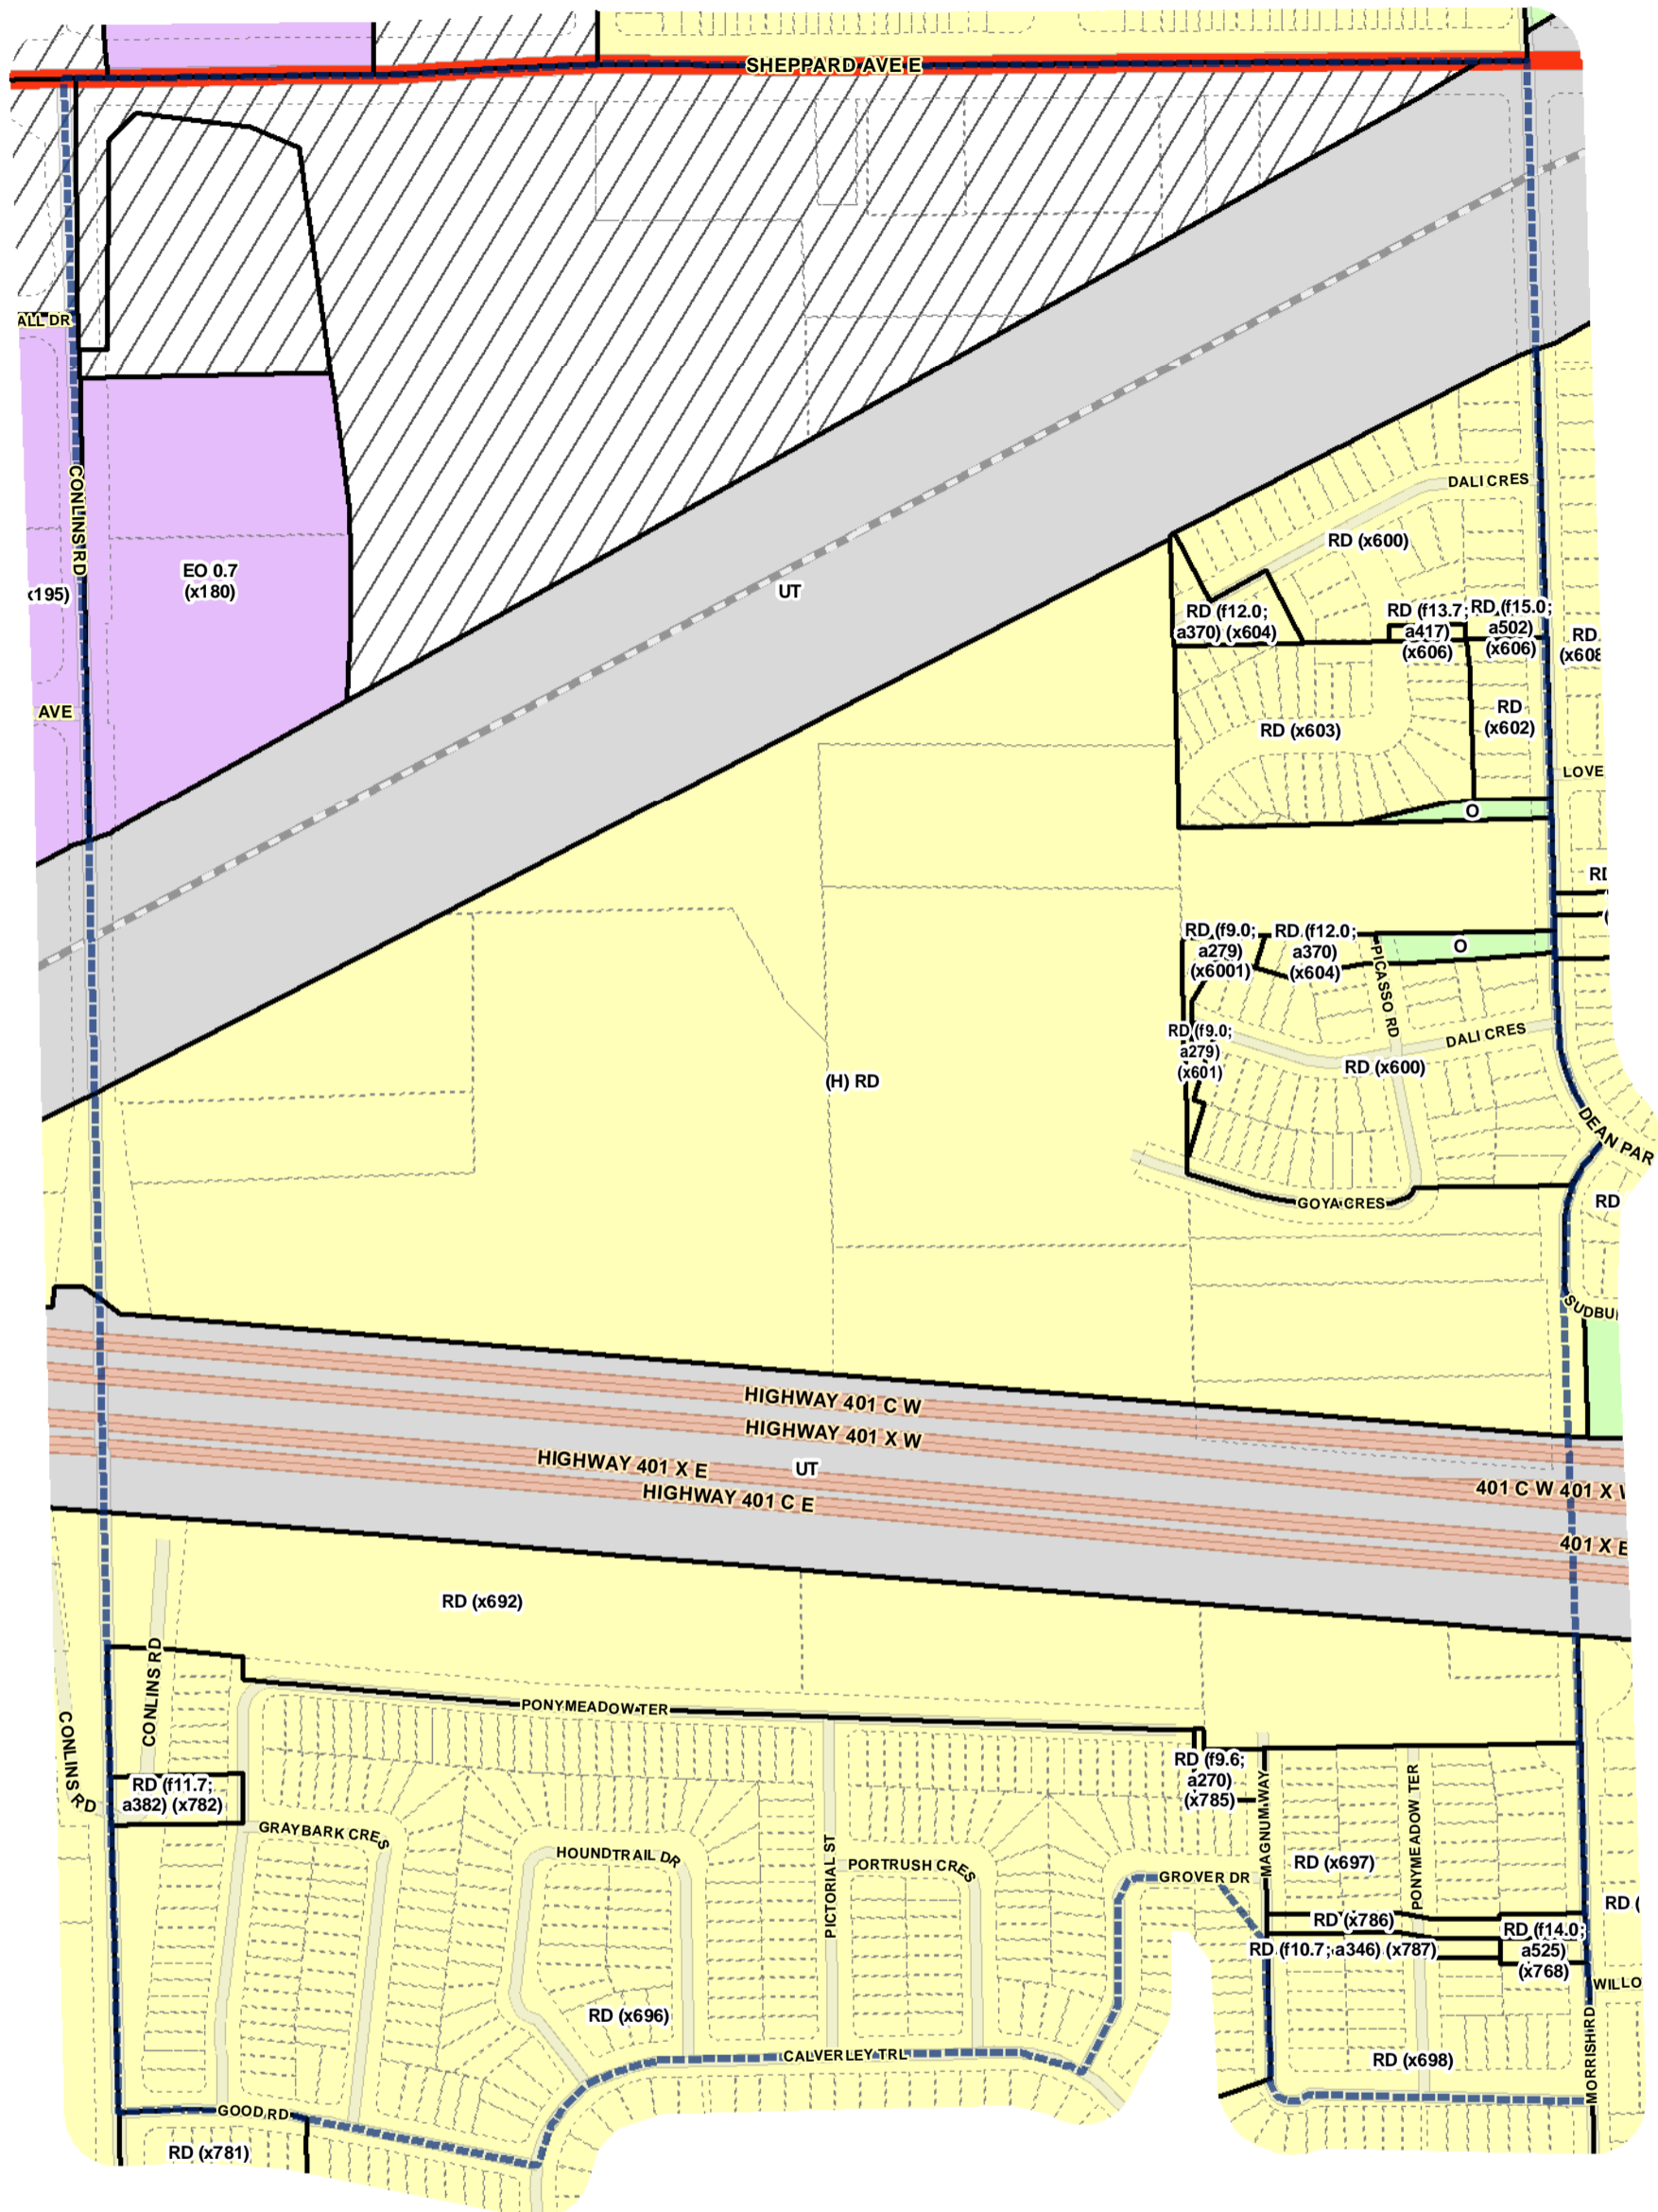 SHEPPARD AVE E
ALL DR
CONLINS RD
x195)
EO 0.7
(x180)
AVE
UT
DALI CRES
RD (x600)
RD (f12.0;
a370) (x604)
RD (f13.7;
a417)
(x606)
RD (f15.0;
a502)
(x606)
RD
(x608
RD (x603)
RD
(x602)
LOVE
O
RD
(
RD (f9.0;
a279)
(x6001)
RD (f12.0;
a370)
(x604)
O
PICASSO RD
RD (f9.0;
a279)
(x601)
DALI CRES
RD (x600)
(H) RD
DEAN PAR
GOYA CRES
RD
SUDBU
HIGHWAY 401 C W
HIGHWAY 401 X W
HIGHWAY 401 X E
UT
HIGHWAY 401 C E
401 C W 401 X W
401 X E
RD (x692)
CONLINS RD
CONLINS RD
PONYMEADOW TER
RD (f11.7;
a382) (x782)
RD (f9.6;
a270)
(x785)
MAGNUM WAY
PONYMEADOW TER
GRAYBARK CRES
HOUNDTRAIL DR
PICTORIAL ST
PORTRUSH CRES
GROVER DR
RD (x697)
RD (
RD (x786)
RD (f10.7; a346) (x787)
RD (f14.0;
a525)
(x768)
WILLO
RD (x696)
CALVERLEY TRL
RD (x698)
MORRISH RD
GOOD RD
RD (x781)